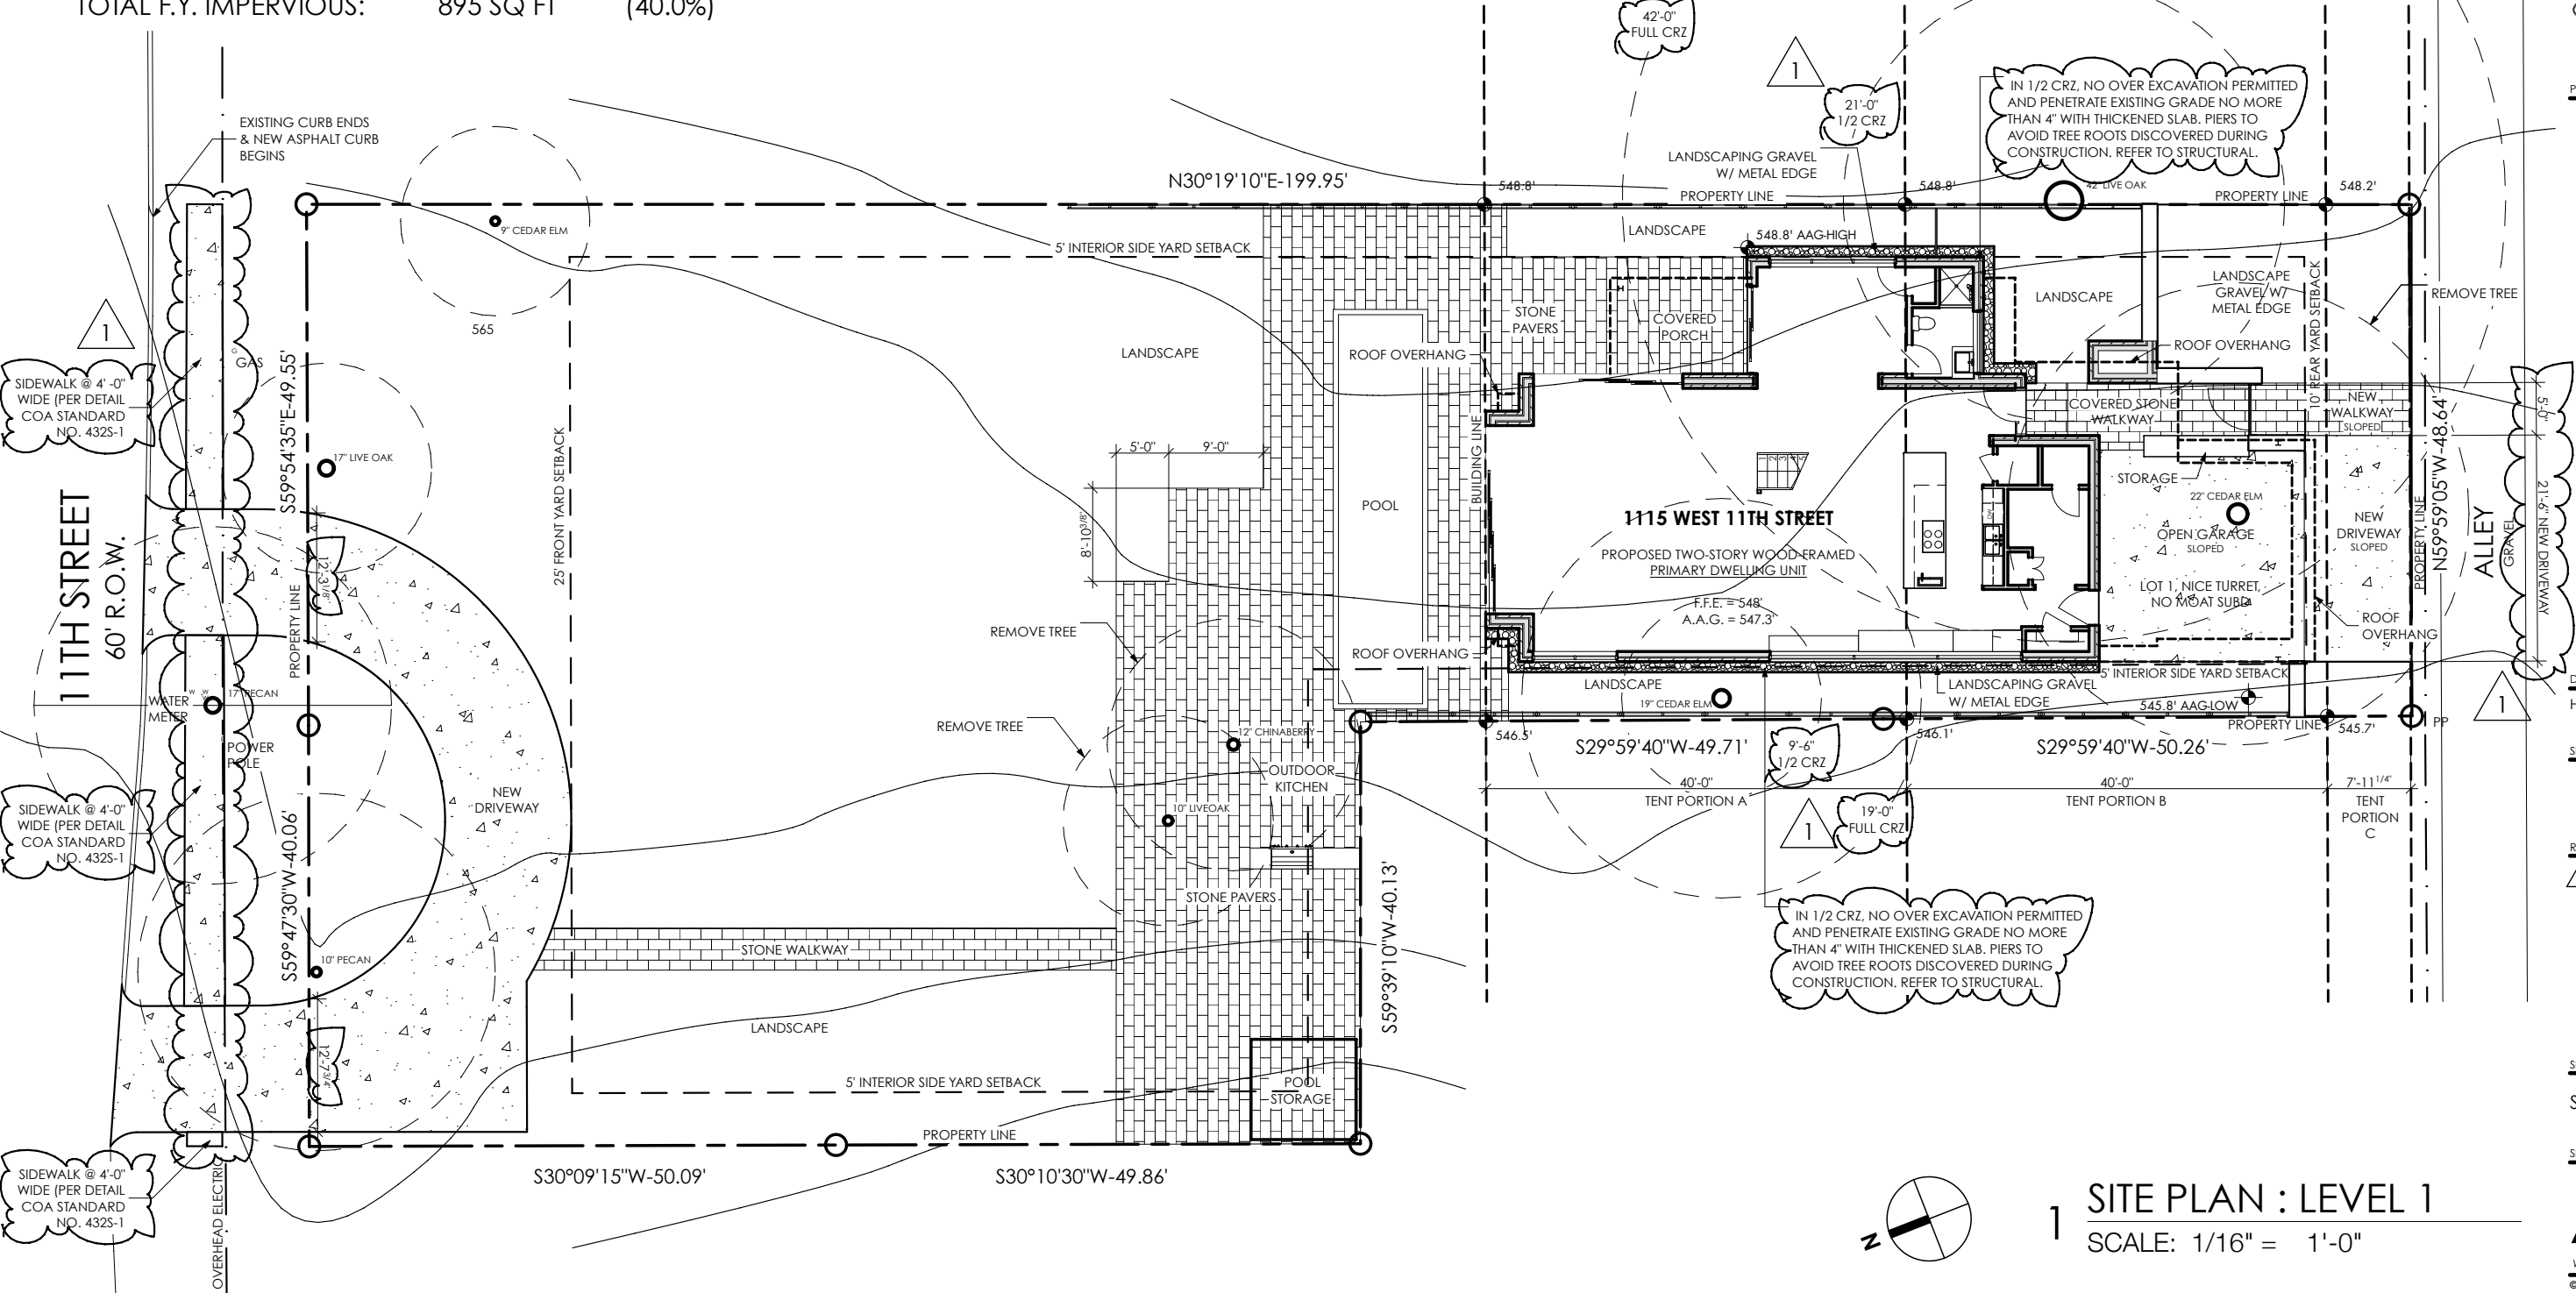 TOTAL F.Y. IMPERVIOUS: 895 SQ FT (40.0%)
42'-0"
FULL CRZ
1
21'-0"
1/2 CRZ
IN 1/2 CRZ, NO OVER EXCAVATION PERMITTED
AND PENETRATE EXISTING GRADE NO MORE
THAN 4" WITH THICKENED SLAB. PIERS TO
AVOID TREE ROOTS DISCOVERED DURING
CONSTRUCTION. REFER TO STRUCTURAL.
EXISTING CURB ENDS
& NEW ASPHALT CURB
BEGINS
LANDSCAPING GRAVEL
W/ METAL EDGE
N30°19'10"E-199.95'
548.8'
PROPERTY LINE
548.8'
42" LIVE OAK
PROPERTY LINE
548.2'
9" CEDAR ELM
565
5' INTERIOR SIDE YARD SETBACK
LANDSCAPE
548.8' AAG-HIGH
LANDSCAPE
LANDSCAPE
GRAVEL W/
METAL EDGE
10' REAR YARD SETBACK
REMOVE TREE
1
G
GAS
SIDEWALK @ 4' -0"
WIDE (PER DETAIL
COA STANDARD
NO. 432S-1
S59°54'35"E-49.55'
LANDSCAPE
STONE
PAVERS
COVERED
PORCH
ROOF OVERHANG
ROOF OVERHANG
COVERED STONE
WALKWAY
NEW
WALKWAY
SLOPED
N59°59'05"W-48.64'
5'-0"
17" LIVE OAK
25' FRONT YARD SETBACK
5'-0"
9'-0"
8'-10 3/8"
POOL
BUILDING LINE
1 2 3 4 5
STORAGE
22" CEDAR ELM
OPEN GARAGE
SLOPED
NEW
DRIVEWAY
SLOPED
PROPERTY LINE
ALLEY
GRAVEL
21'-6" NEW DRIVEWAY
11TH STREET
60' R.O.W.
1115 WEST 11TH STREET
PROPOSED TWO-STORY WOOD-FRAMED
PRIMARY DWELLING UNIT
F.F.E. = 548'
A.A.G. = 547.3'
DW
LOT 1, NICE TURRET,
NO MOAT SUBD.
ROOF
OVERHANG
12'-3 1/8"
PROPERTY LINE
REMOVE TREE
ROOF OVERHANG
LANDSCAPE
19" CEDAR ELM
LANDSCAPING GRAVEL
W/ METAL EDGE
5' INTERIOR SIDE YARD SETBACK
545.8' AAG-LOW
PROPERTY LINE
1
PP
W W
WATER
METER
17" PECAN
POWER
POLE
REMOVE TREE
12" CHINABERRY
546.5'
S29°59'40"W-49.71'
9'-6"
1/2 CRZ
546.1'
S29°59'40"W-50.26'
545.7'
OUTDOOR
KITCHEN
10" LIVEOAK
40'-0"
TENT PORTION A
40'-0"
TENT PORTION B
7'-11 1/4"
TENT
PORTION
C
NEW
DRIVEWAY
SIDEWALK @ 4'-0"
WIDE (PER DETAIL
COA STANDARD
NO. 432S-1
S59°47'30"W-40.06'
1
19'-0"
FULL CRZ
STONE PAVERS
S59°39'10"W-40.13'
IN 1/2 CRZ, NO OVER EXCAVATION PERMITTED
AND PENETRATE EXISTING GRADE NO MORE
THAN 4" WITH THICKENED SLAB. PIERS TO
AVOID TREE ROOTS DISCOVERED DURING
CONSTRUCTION. REFER TO STRUCTURAL.
10" PECAN
STONE WALKWAY
LANDSCAPE
12'-7 3/4"
5' INTERIOR SIDE YARD SETBACK
POOL
STORAGE
PROPERTY LINE
SIDEWALK @ 4'-0"
WIDE (PER DETAIL
COA STANDARD
NO. 432S-1
OVERHEAD ELECTRIC
S30°09'15"W-50.09'
S30°10'30"W-49.86'
N
1
SITE PLAN : LEVEL 1
SCALE: 1/16" = 1'-0"